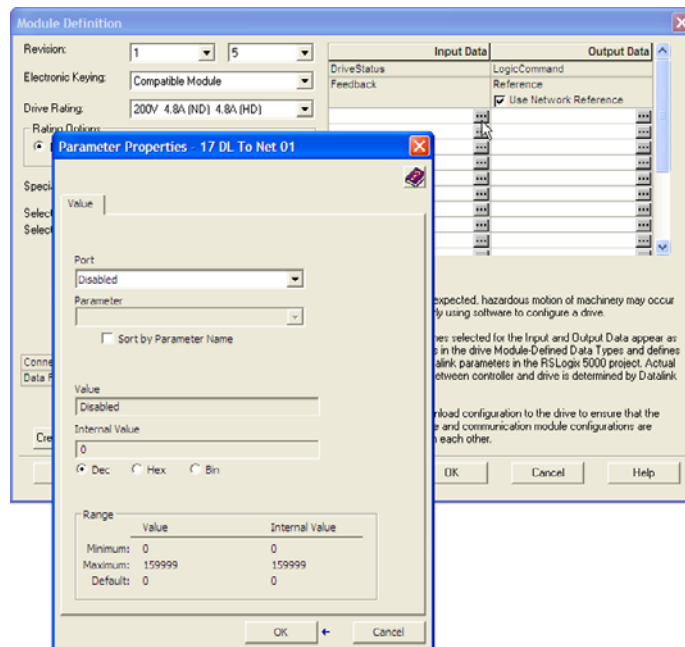 Module Definition
Revision: 1 5
Electronic Keying: Compatible Module
Drive Rating: 200V 4.8A (ND) 4.8A (HD)
Rating Options
Input Data Output Data
DriveStatus LogicCommand
Feedback Reference
Use Network Reference
Parameter Properties - 17 DL To Net 01
Value
Port
Disabled
Parameter
Sort by Parameter Name
Value
Disabled
Internal Value
0
Dec Hex Bin
Range
Value Internal Value
Minimum: 0 0
Maximum: 159999 159999
Default: 0 0
OK Cancel
Speci
Select
Select
Conne
Data F
Cre
expected, hazardous motion of machinery may occur
ly using software to configure a drive.
nes selected for the Input and Output Data appear as
s in the drive Module-Defined Data Types and defines
alink parameters in the RSLogix 5000 project. Actual
between controller and drive is determined by Datalink
nload configuration to the drive to ensure that the
e and communication module configurations are
each other.
OK Cancel Help